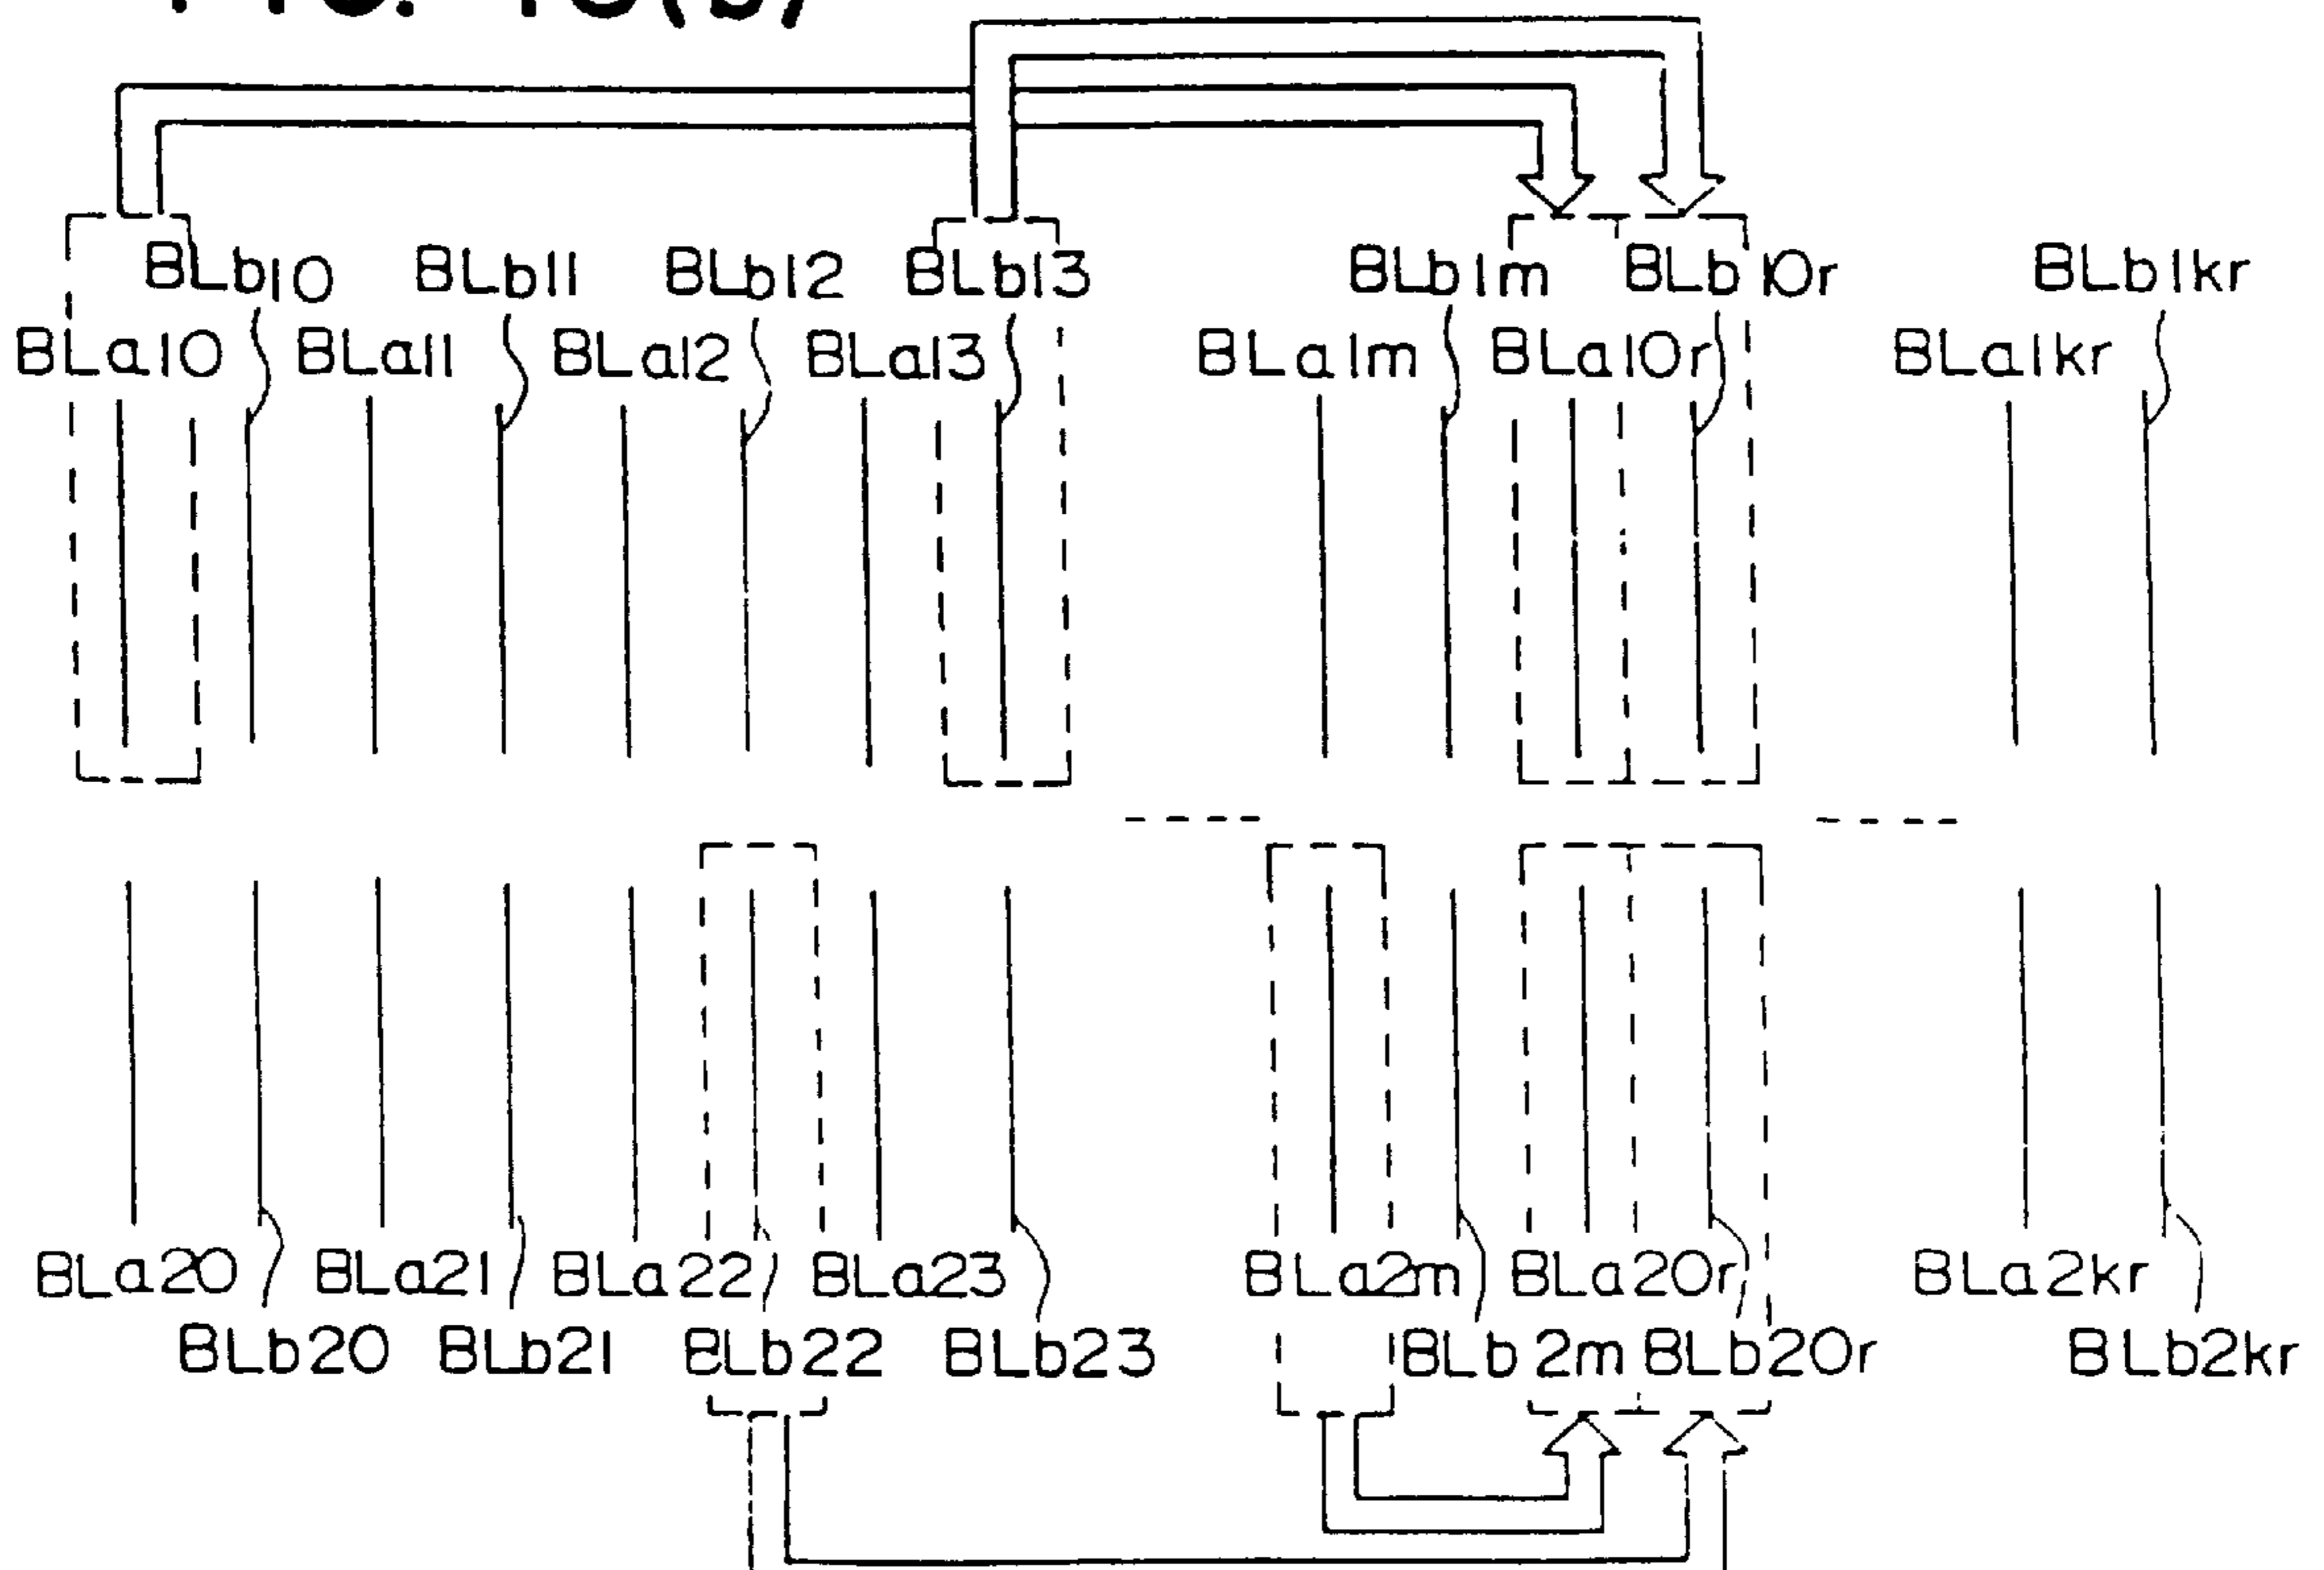 BLb10 BLb11 BLb12 BLb13 BLb1m BLb10r BLb1kr
BLa10 BLa11 BLa12 BLa13 BLa1m BLa10r BLa1kr
BLa20 BLa21 BLa22 BLa23 BLa2m BLa20r BLa2kr
BLb20 BLb21 BLb22 BLb23 BLb2m BLb20r BLb2kr